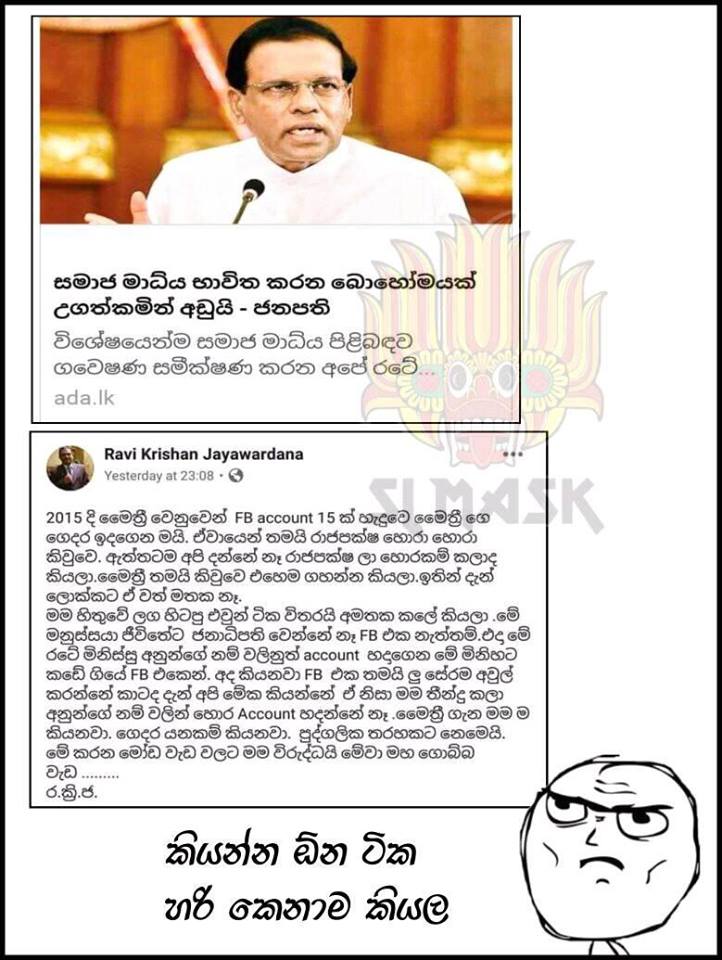 සමාජ මාධ්‍ය භාවිත කරන බොහෝමයක්
උගත්කමින් අඩුයි - ජනපති
විශේෂයෙන්ම සමාජ මාධ්‍ය පිළිබඳව
ගවේෂණ සමීක්ෂණ කරන අපේ රටේ...
ada.lk
SL MASK
Ravi Krishan Jayawardana
Yesterday at 23:08
2015 දි මෛත්‍රී වෙනුවෙන් FB account 15 ක් හැදුවෙ මෛත්‍රී ගෙ
ගෙදර ඉදගෙන මයි. ඒවායෙන් තමයි රාජපක්ෂ හොරා හොරා
කිවුවෙ. ඇත්තටම අපි දන්නේ නෑ රාජපක්ෂ ලා හොරකම් කලාද
කියලා.මෛත්‍රී තමයි කිවුවෙ එහෙම ගහන්න කියලා.ඉතින් දැන්
ලොක්කට ඒ වත් මතක නෑ.
මම හිතුවේ ලග හිටපු එවුන් ටික විතරයි අමතක කලේ කියලා .මේ
මනුස්සයා ජීවිතේට ජනාධිපති වෙන්නේ නෑ FB එක නැත්තම්.එදා මේ
රටේ මිනිස්සු අනුන්ගේ නම් වලිනුත් account හදාගෙන මේ මිනිහට
කඩේ ගියේ FB එකෙන්. අද කියනවා FB එක තමයි ලු සේරම අවුල්
කරන්නේ කාටද දැන් අපි මේක කියන්නේ ඒ නිසා මම තීන්දු කලා
අනුන්ගේ නම් වලින් හොර Account හදන්නේ නෑ .මෛත්‍රී ගැන මම ම
කියනවා. ගෙදර යනකම් කියනවා. පුද්ගලික තරහකට නෙමෙයි.
මේ කරන මෝඩ වැඩ වලට මම විරුද්ධයි මේවා මහ ගොබ්බ
වැඩ .........
ර.ක්‍රි.ජ.
කියන්න ඕන ටික
හරි කෙනාම කියල